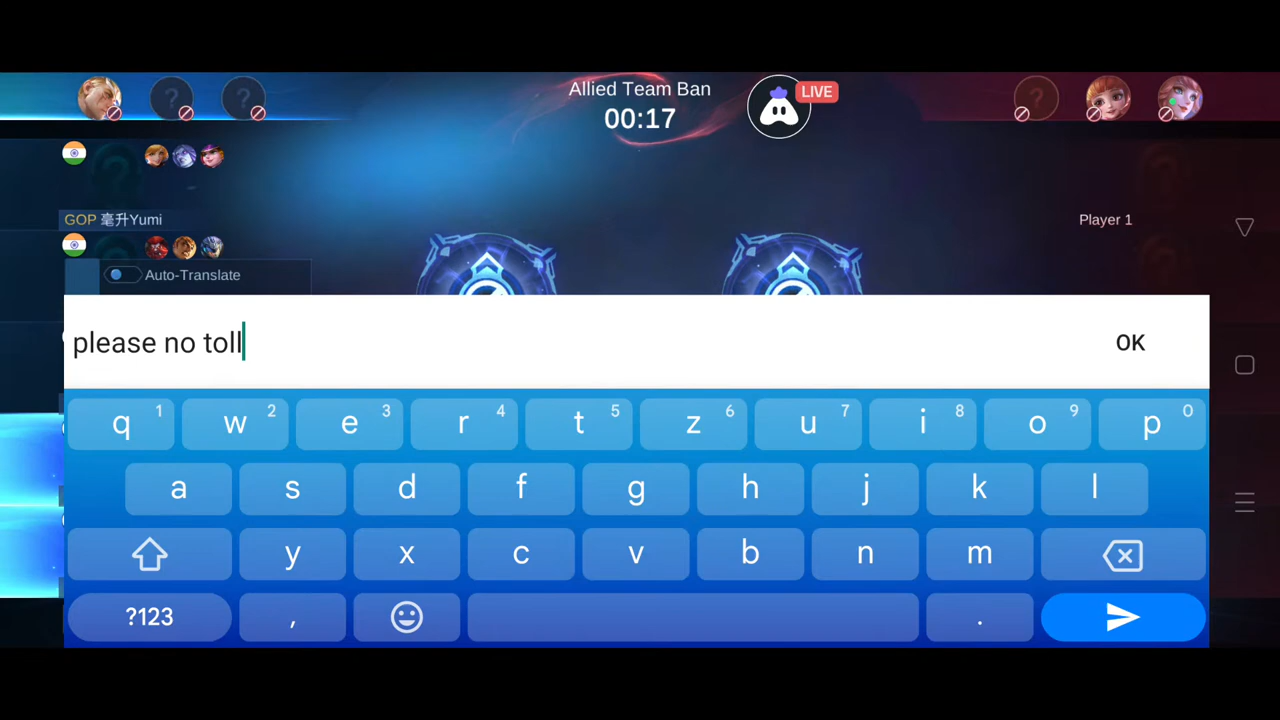 Allied Team Ban
00:17
LIVE
GOP 毫升Yumi
Player 1
Auto-Translate
please no toll
OK
q 1 w 2 e 3 r 4 t 5 z 6 u 7 i 8 o 9 p 0
a s d f g h j k l
y x c v b n m
?123 , .